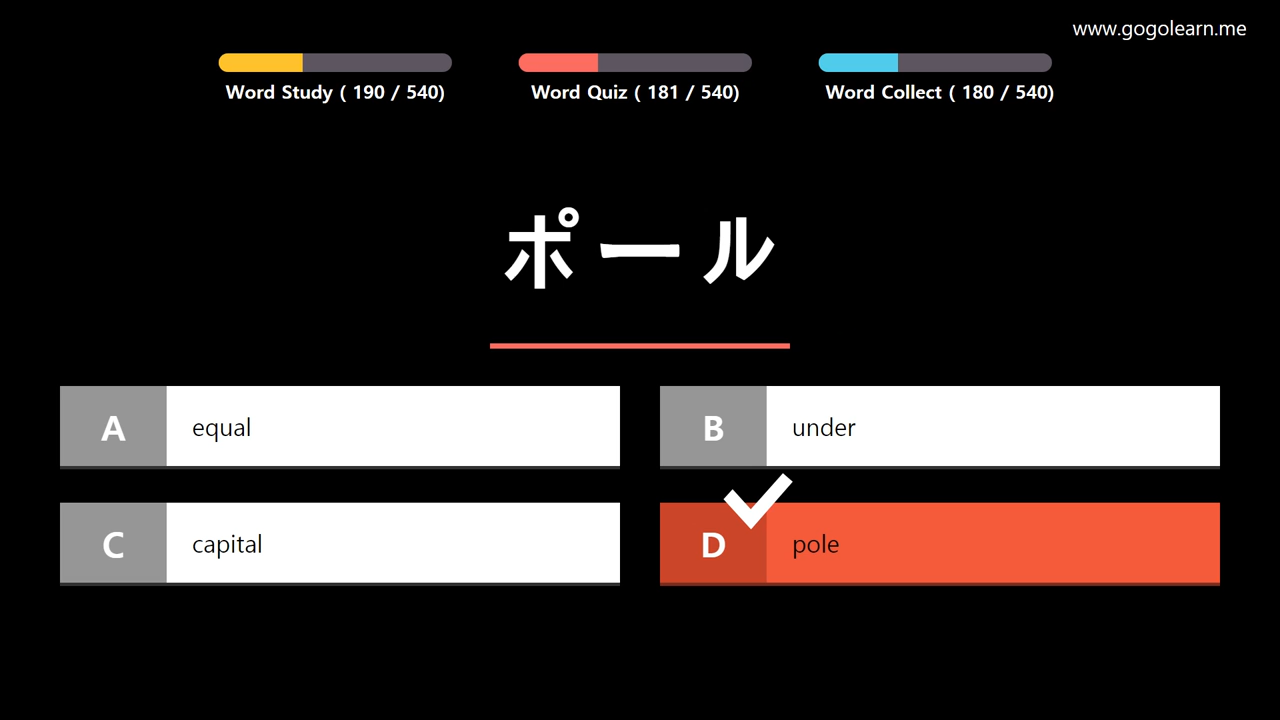 www.gogolearn.me
Word Study ( 190 / 540)
Word Quiz ( 181 / 540)
Word Collect ( 180 / 540)
ポール
A equal
B under
C capital
D pole